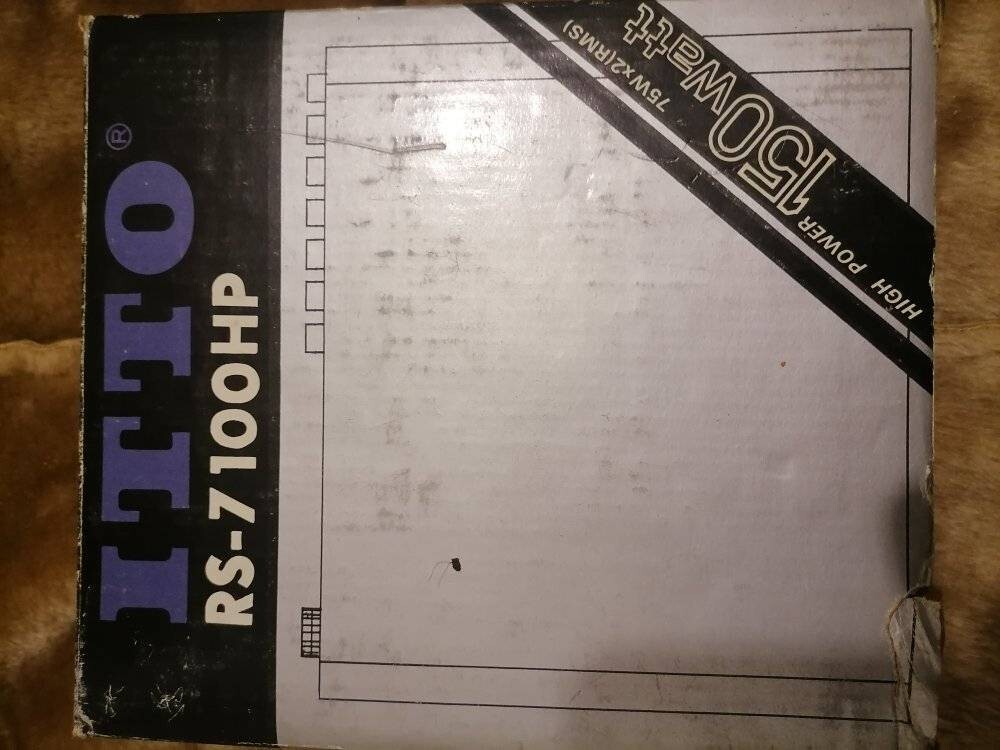 ITTO®
RS-7100HP
HIGH POWER
150Watt
75Wx2(RMS)